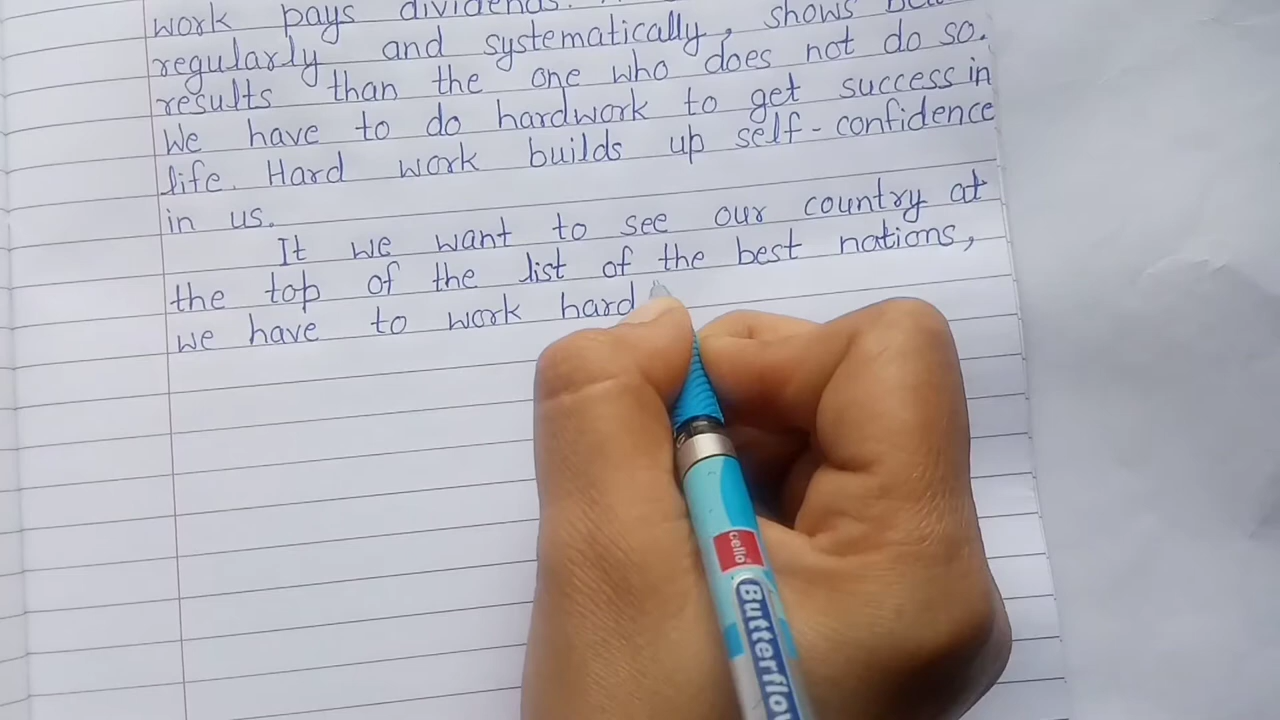 work pays dividends.
regularly and systematically, shows
results than the one who does not do so.
We have to do hardwork to get success in
life. Hard work builds up self-confidence
in us.
It we want to see our country at
the top of the list of the best nations,
we have to work hard
cello
Butterflow